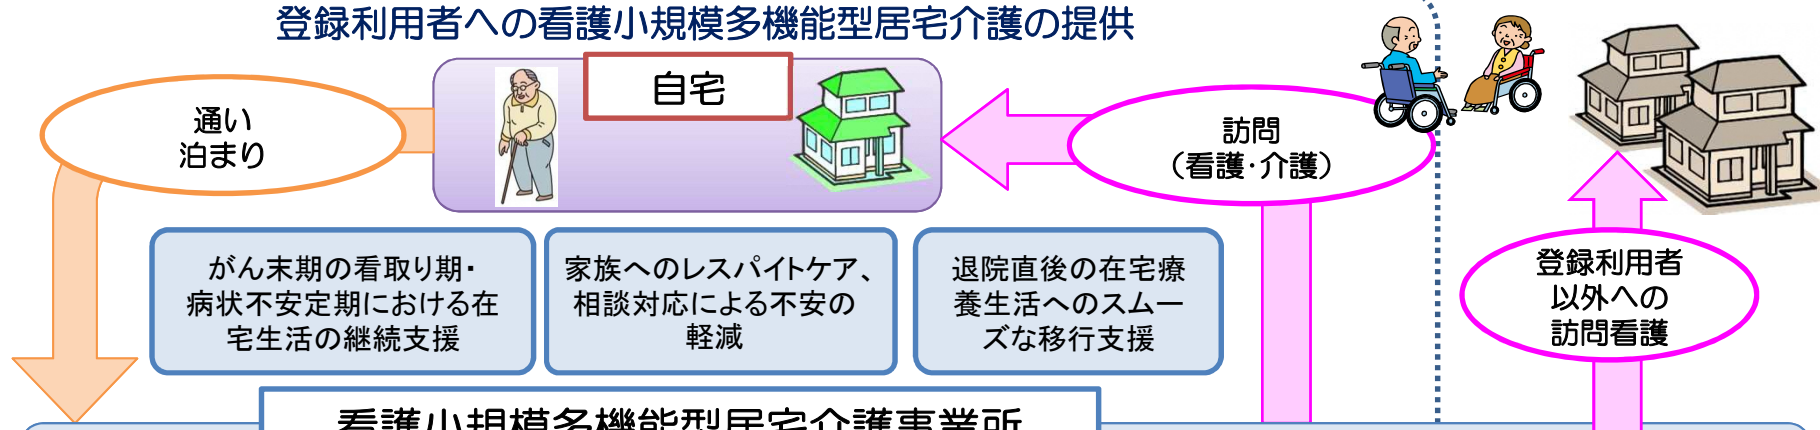 登録利用者への看護小規模多機能型居宅介護の提供
自宅
通い
泊まり
訪問
（看護・介護）
がん末期の看取り期・
病状不安定期における在
宅生活の継続支援
家族へのレスパイトケア、
相談対応による不安の
軽減
退院直後の在宅療
養生活へのスムー
ズな移行支援
登録利用者
以外への
訪問看護
看護小規模多機能型居宅介護事業所